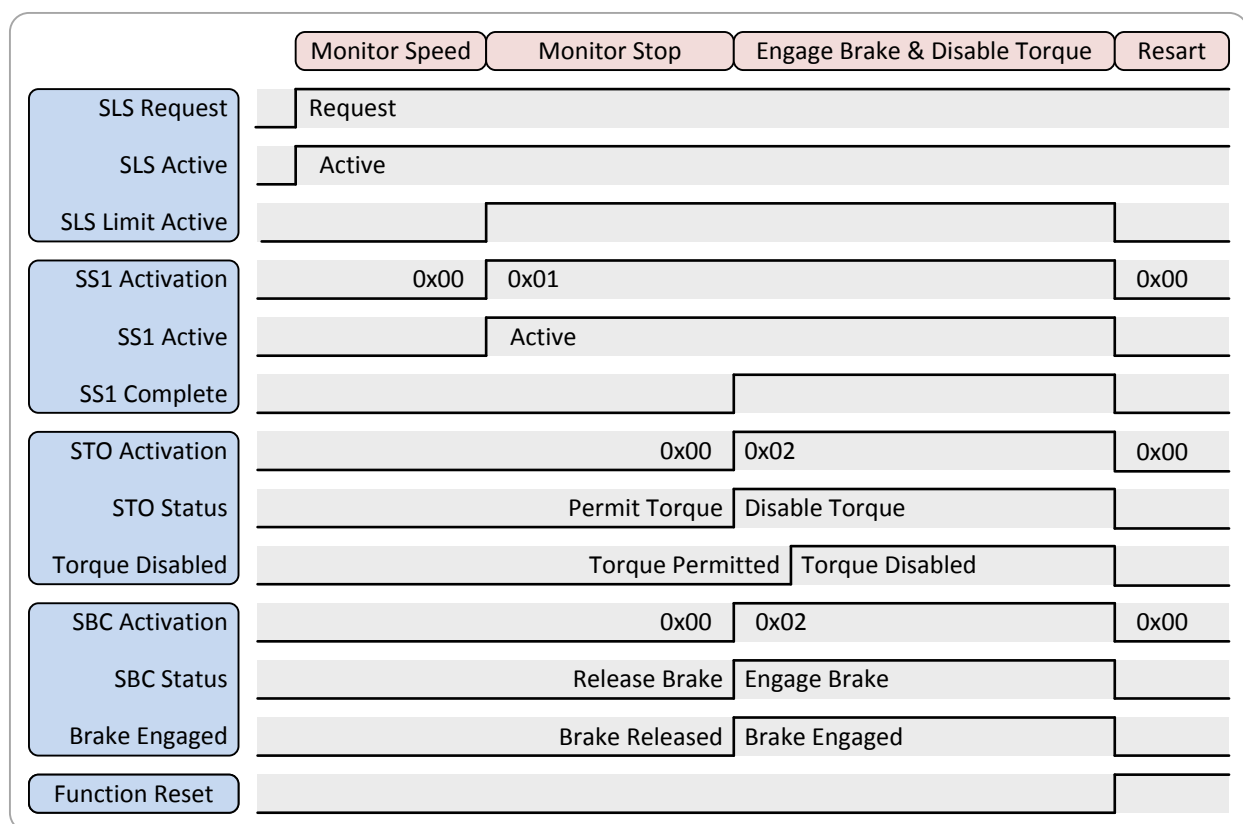 Monitor Speed Monitor Stop Engage Brake & Disable Torque Resart
SLS Request Request
SLS Active Active
SLS Limit Active
SS1 Activation 0x00 0x01 0x00
SS1 Active Active
SS1 Complete
STO Activation 0x00 0x02 0x00
STO Status Permit Torque Disable Torque
Torque Disabled Torque Permitted Torque Disabled
SBC Activation 0x00 0x02 0x00
SBC Status Release Brake Engage Brake
Brake Engaged Brake Released Brake Engaged
Function Reset